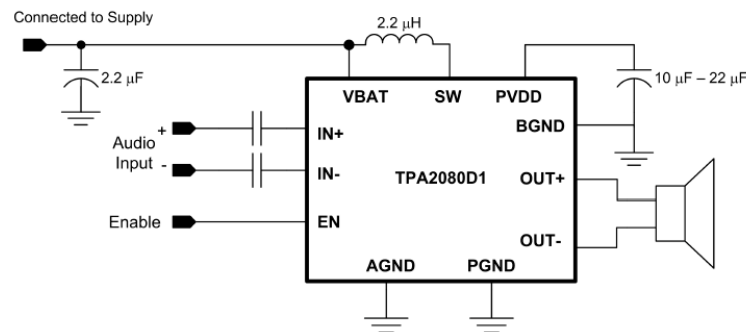 Connected to Supply
2.2 μH
2.2 μF
10 μF – 22 μF
VBAT SW PVDD
BGND
+
Audio
Input
-
IN+
IN-
TPA2080D1
OUT+
Enable
EN
OUT-
AGND PGND